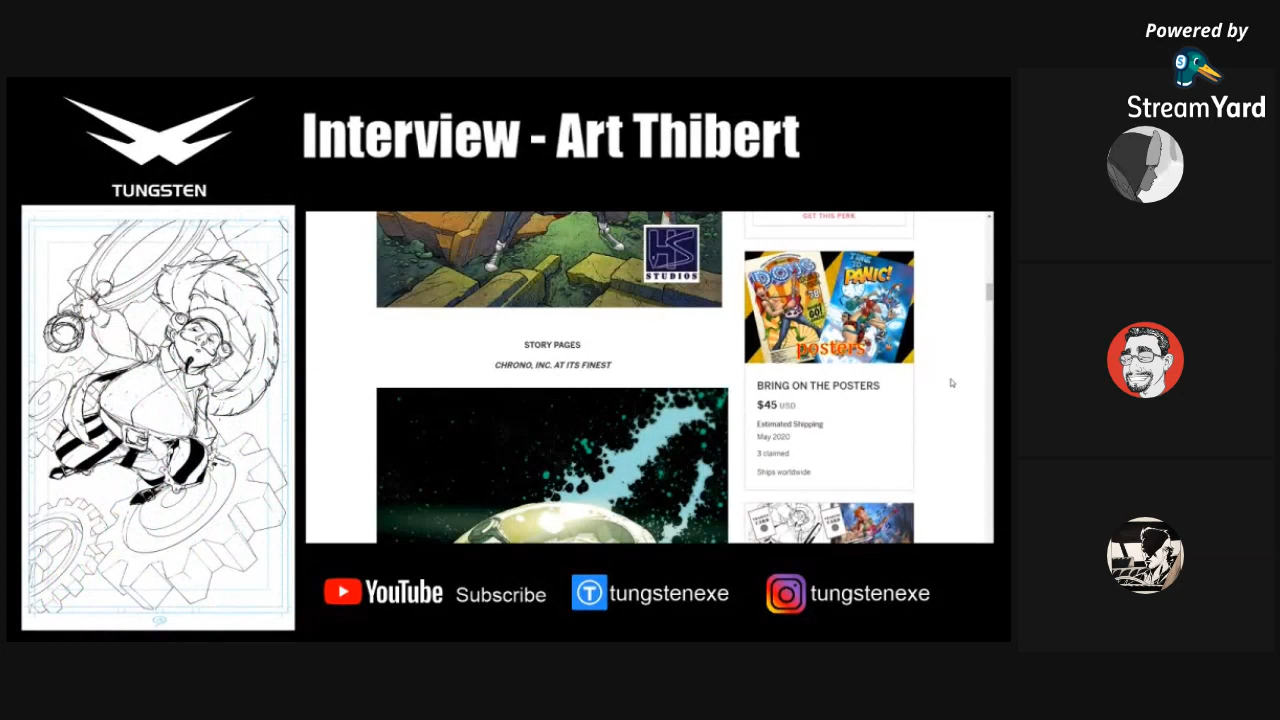 Powered by
StreamYard
Interview - Art Thibert
TUNGSTEN
GET THIS PERK
STUDIOS
PANIC!
posters
STORY PAGES
CHRONO, INC. AT ITS FINEST
BRING ON THE POSTERS
$45 USD
Estimated Shipping
May 2020
3 claimed
Ships worldwide
YouTube Subscribe
tungstenexe
tungstenexe